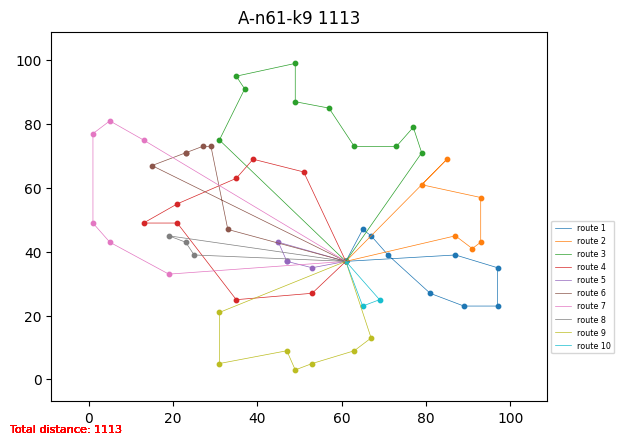 A-n61-k9 1113
100
80
60
40
20
0
0 20 40 60 80 100
route 1
route 2
route 3
route 4
route 5
route 6
route 7
route 8
route 9
route 10
Total distance: 1113